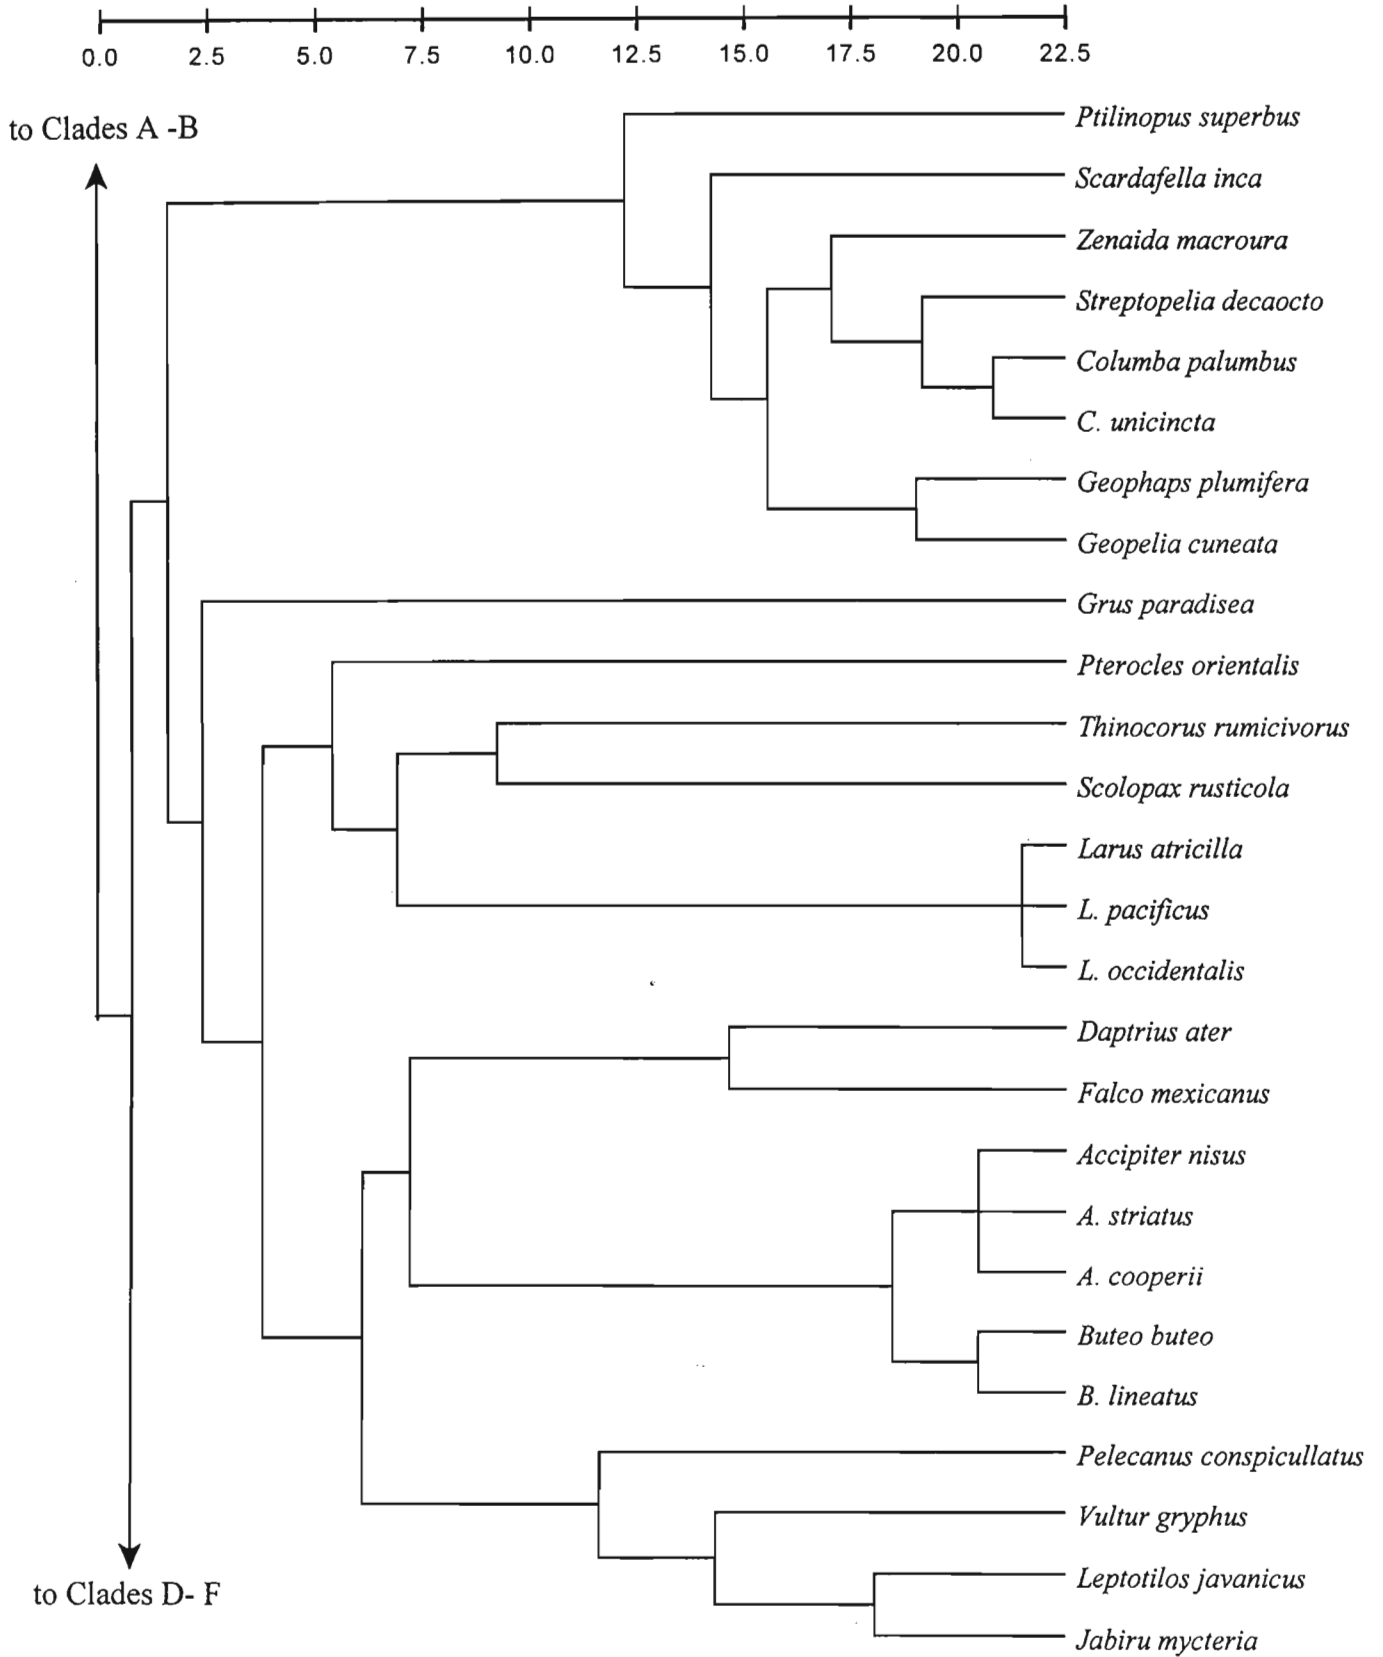 0.0 2.5 5.0 7.5 10.0 12.5 15.0 17.5 20.0 22.5
to Clades A -B
Ptilinopus superbus
Scardafella inca
Zenaida macroura
Streptopelia decaocto
Columba palumbus
C. unicincta
Geophaps plumifera
Geopelia cuneata
Grus paradisea
Pterocles orientalis
Thinocorus rumicivorus
Scolopax rusticola
Larus atricilla
L. pacificus
L. occidentalis
Daptrius ater
Falco mexicanus
Accipiter nisus
A. striatus
A. cooperii
Buteo buteo
B. lineatus
Pelecanus conspicullatus
Vultur gryphus
Leptotilos javanicus
Jabiru mycteria
to Clades D- F